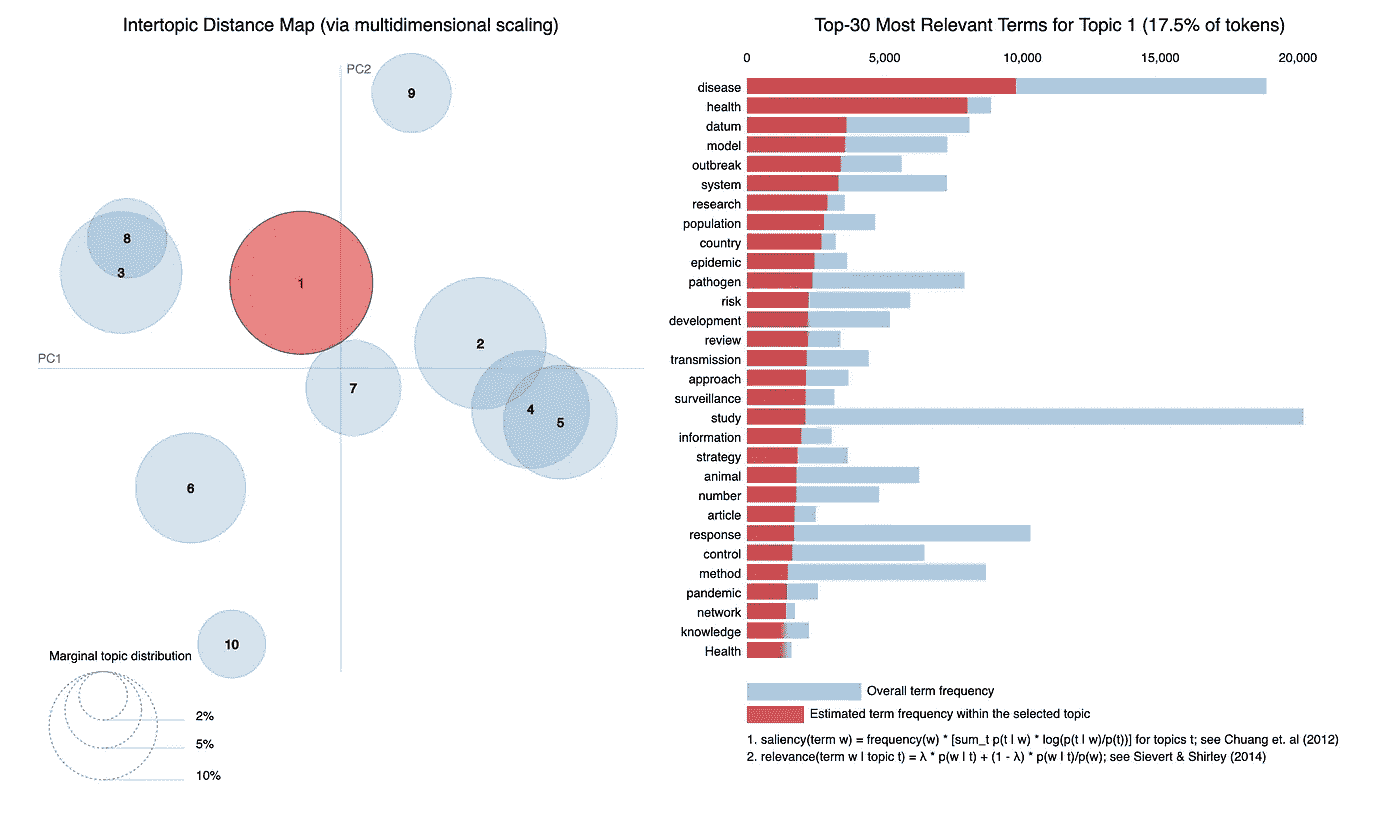 Intertopic Distance Map (via multidimensional scaling)
PC2
9
8
3
1
2
PC1
7
4
5
6
10
Marginal topic distribution
2%
5%
10%
Top-30 Most Relevant Terms for Topic 1 (17.5% of tokens)
0 5,000 10,000 15,000 20,000
disease
health
datum
model
outbreak
system
research
population
country
epidemic
pathogen
risk
development
review
transmission
approach
surveillance
study
information
strategy
animal
number
article
response
control
method
pandemic
network
knowledge
Health
Overall term frequency
Estimated term frequency within the selected topic
1. saliency(term w) = frequency(w) * [sum_t p(t | w) * log(p(t | w)/p(t))] for topics t; see Chuang et. al (2012)
2. relevance(term w | topic t) = λ * p(w | t) + (1 - λ) * p(w | t)/p(w); see Sievert & Shirley (2014)